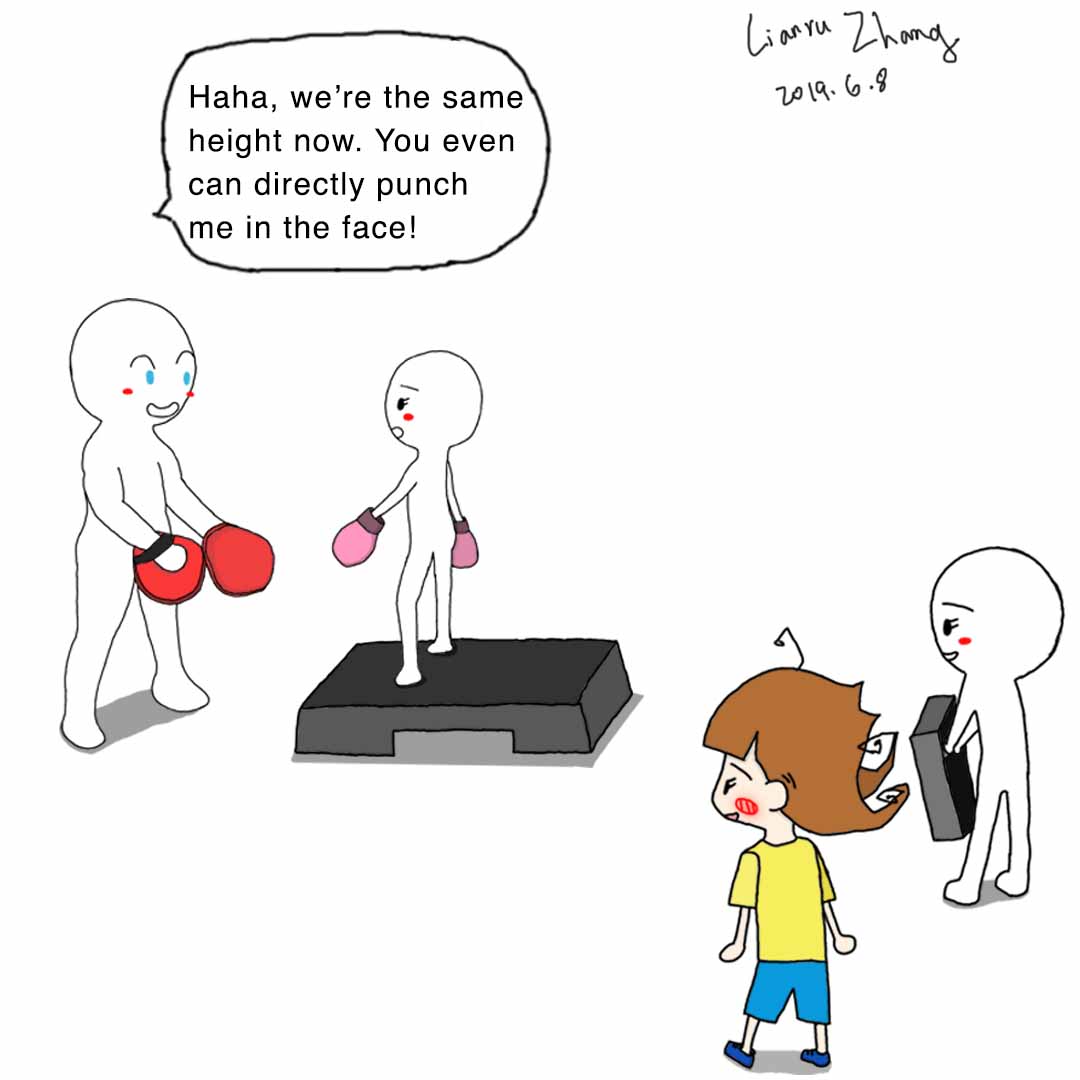 Haha, we’re the same
height now. You even
can directly punch
me in the face!
Lianru Zhang
2019.6.8